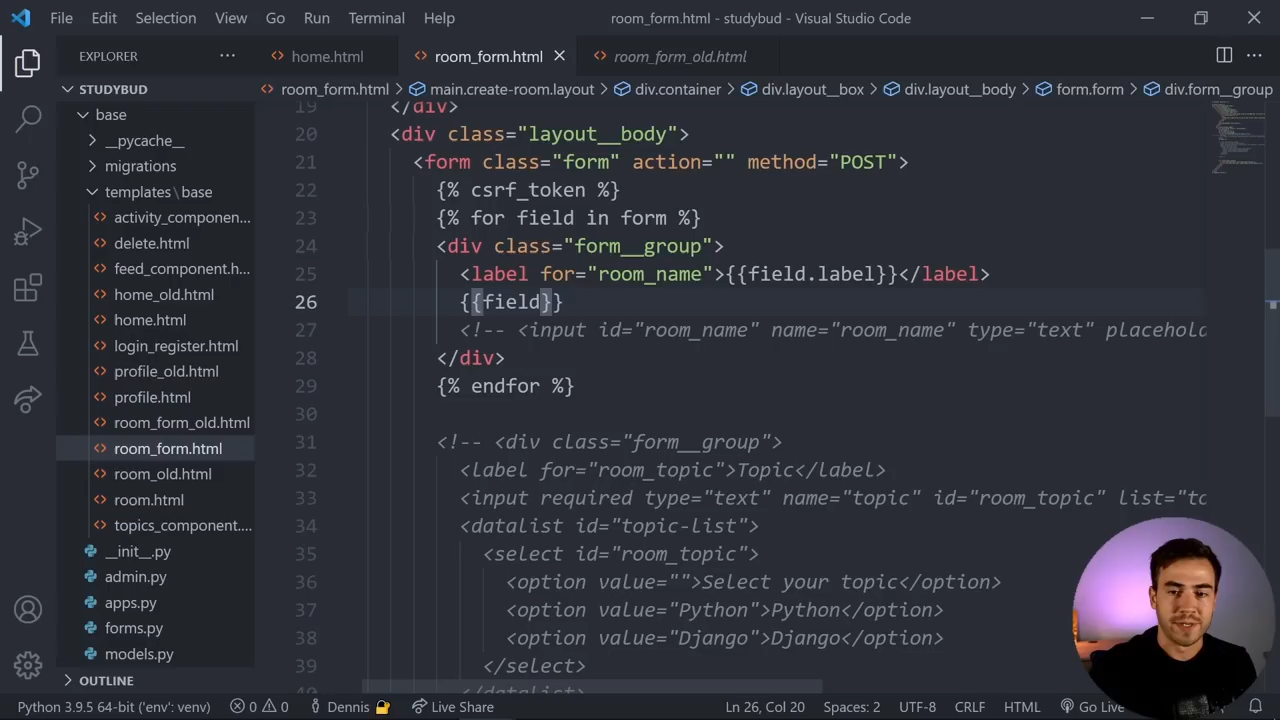 File Edit Selection View Go Run Terminal Help room_form.html - studybud - Visual Studio Code
EXPLORER ··· home.html room_form.html room_form_old.html ···
STUDYBUD
room_form.html > main.create-room.layout > div.container > div.layout__box > div.layout__body > form.form > div.form__group
base
__pycache__
migrations
templates\base
activity_componen...
delete.html
feed_component.h...
home_old.html
home.html
login_register.html
profile_old.html
profile.html
room_form_old.html
room_form.html
room_old.html
room.html
topics_component....
__init__.py
admin.py
apps.py
forms.py
models.py
OUTLINE
19 </div>
20 <div class="layout__body">
21 <form class="form" action="" method="POST">
22 {% csrf_token %}
23 {% for field in form %}
24 <div class="form__group">
25 <label for="room_name">{{field.label}}</label>
26 {{field}}
27 <!-- <input id="room_name" name="room_name" type="text" placehold
28 </div>
29 {% endfor %}
30
31 <!-- <div class="form__group">
32 <label for="room_topic">Topic</label>
33 <input required type="text" name="topic" id="room_topic" list="to
34 <datalist id="topic-list">
35 <select id="room_topic">
36 <option value="">Select your topic</option>
37 <option value="Python">Python</option>
38 <option value="Django">Django</option>
39 </select>
40 </datalist>
Python 3.9.5 64-bit ('env': venv) 0 0 Dennis Live Share Ln 26, Col 20 Spaces: 2 UTF-8 CRLF HTML Go Live